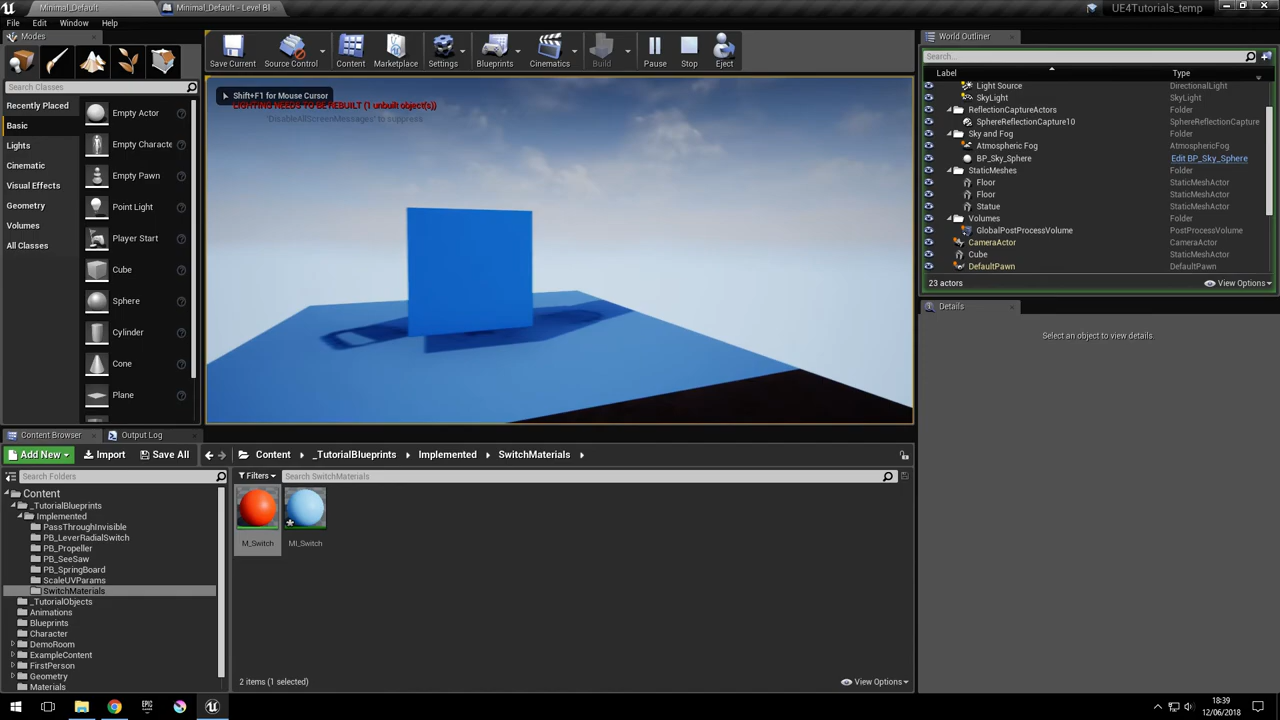 Minimal_Default
Minimal_Default - Level Bl
UE4Tutorials_temp
File
Edit
Window
Help
Modes
Search Classes
Recently Placed
Basic
Lights
Cinematic
Visual Effects
Geometry
Volumes
All Classes
Empty Actor
Empty Characte
Empty Pawn
Point Light
Player Start
Cube
Sphere
Cylinder
Cone
Plane
Save Current
Source Control
Content
Marketplace
Settings
Blueprints
Cinematics
Build
Pause
Stop
Eject
Shift+F1 for Mouse Cursor
LIGHTING NEEDS TO BE REBUILT (1 unbuilt object(s))
'DisableAllScreenMessages' to suppress
World Outliner
Search...
Label
Type
Light Source
DirectionalLight
SkyLight
SkyLight
ReflectionCaptureActors
Folder
SphereReflectionCapture10
SphereReflectionCapture
Sky and Fog
Folder
Atmospheric Fog
AtmosphericFog
BP_Sky_Sphere
Edit BP_Sky_Sphere
StaticMeshes
Folder
Floor
StaticMeshActor
Floor
StaticMeshActor
Statue
StaticMeshActor
Volumes
Folder
GlobalPostProcessVolume
PostProcessVolume
CameraActor
CameraActor
Cube
StaticMeshActor
DefaultPawn
DefaultPawn
23 actors
View Options
Details
Select an object to view details.
Content Browser
Output Log
Add New
Import
Save All
Content
_TutorialBlueprints
Implemented
SwitchMaterials
Search Folders
Filters
Search SwitchMaterials
Content
_TutorialBlueprints
Implemented
PassThroughInvisible
PB_LeverRadialSwitch
PB_Propeller
PB_SeeSaw
PB_SpringBoard
ScaleUVParams
SwitchMaterials
_TutorialObjects
Animations
Blueprints
Character
DemoRoom
ExampleContent
FirstPerson
Geometry
Materials
M_Switch
MI_Switch
2 items (1 selected)
View Options
EPIC
18:39
12/06/2018